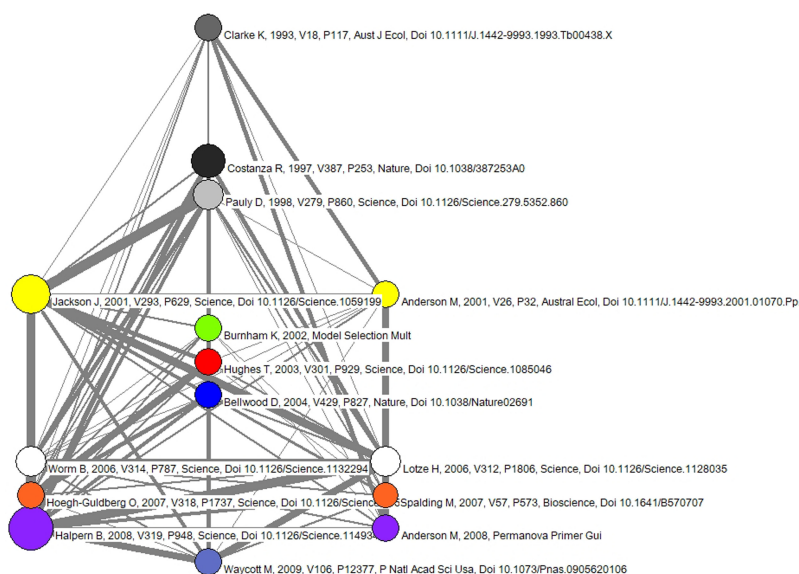 Clarke K, 1993, V18, P117, Aust J Ecol, Doi 10.1111/J.1442-9993.1993.Tb00438.X
Costanza R, 1997, V387, P253, Nature, Doi 10.1038/387253A0
Pauly D, 1998, V279, P860, Science, Doi 10.1126/Science.279.5352.860
Jackson J, 2001, V293, P629, Science, Doi 10.1126/Science.1059199
Anderson M, 2001, V26, P32, Austral Ecol, Doi 10.1111/J.1442-9993.2001.01070.Pp
Burnham K, 2002, Model Selection Mult
Hughes T, 2003, V301, P929, Science, Doi 10.1126/Science.1085046
Bellwood D, 2004, V429, P827, Nature, Doi 10.1038/Nature02691
Worm B, 2006, V314, P787, Science, Doi 10.1126/Science.1132294
Lotze H, 2006, V312, P1806, Science, Doi 10.1126/Science.1128035
Hoegh-Guldberg O, 2007, V318, P1737, Science, Doi 10.1126/Science
Spalding M, 2007, V57, P573, Bioscience, Doi 10.1641/B570707
Halpern B, 2008, V319, P948, Science, Doi 10.1126/Science.11493
Anderson M, 2008, Permanova Primer Gui
Waycott M, 2009, V106, P12377, P Natl Acad Sci Usa, Doi 10.1073/Pnas.0905620106